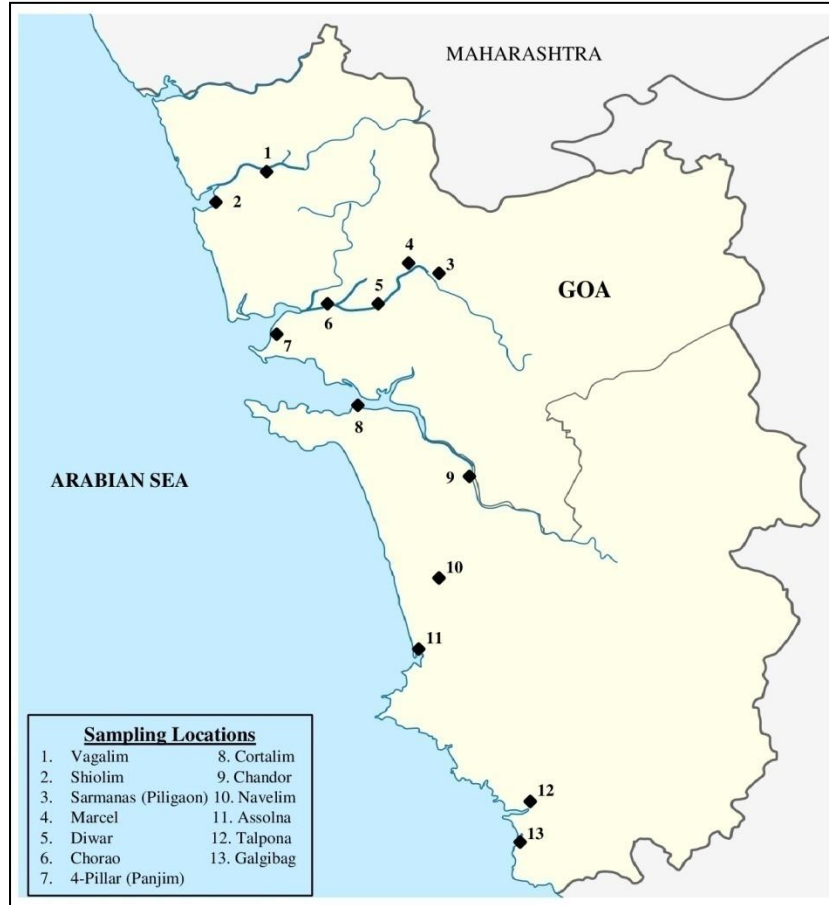 MAHARASHTRA
1
2
4
3
GOA
5
6
7
8
ARABIAN SEA
9
10
11
12
13
Sampling Locations
1. Vagalim 8. Cortalim
2. Shiolim 9. Chandor
3. Sarmanas (Piligaon) 10. Navelim
4. Marcel 11. Assolna
5. Diwar 12. Talpona
6. Chorao 13. Galgibag
7. 4-Pillar (Panjim)